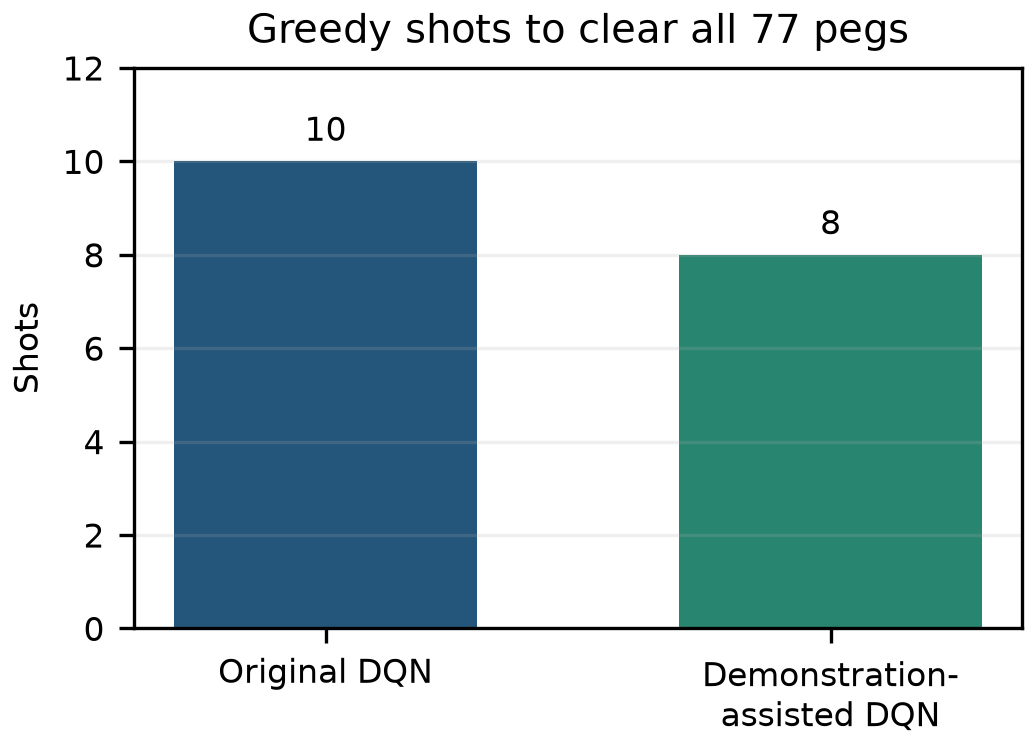 Greedy shots to clear all 77 pegs
12
10
8
6
4
2
0
Shots
10
8
Original DQN
Demonstration-
assisted DQN